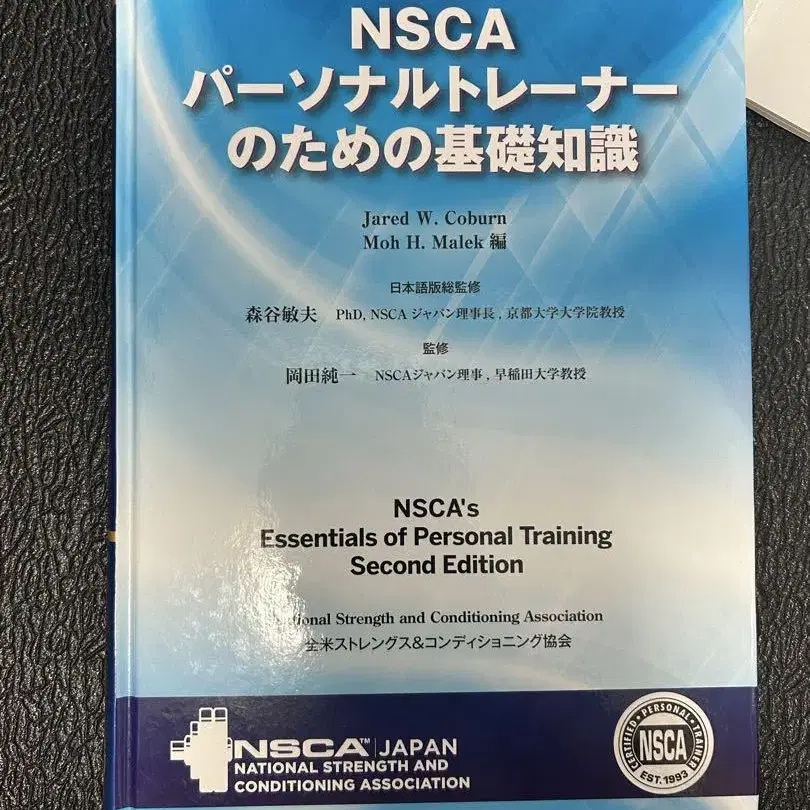 NSCA
パーソナルトレーナー
のための基礎知識
Jared W. Coburn
Moh H. Malek 編
日本語版総監修
森谷敏夫 PhD, NSCA ジャパン理事長, 京都大学大学院教授
監修
岡田純一 NSCAジャパン理事, 早稲田大学教授
NSCA's
Essentials of Personal Training
Second Edition
National Strength and Conditioning Association
全米ストレングス&コンディショニング協会
NSCA™ JAPAN
NATIONAL STRENGTH AND
CONDITIONING ASSOCIATION
CERTIFIED • PERSONAL • TRAINER
NSCA
EST. 1993